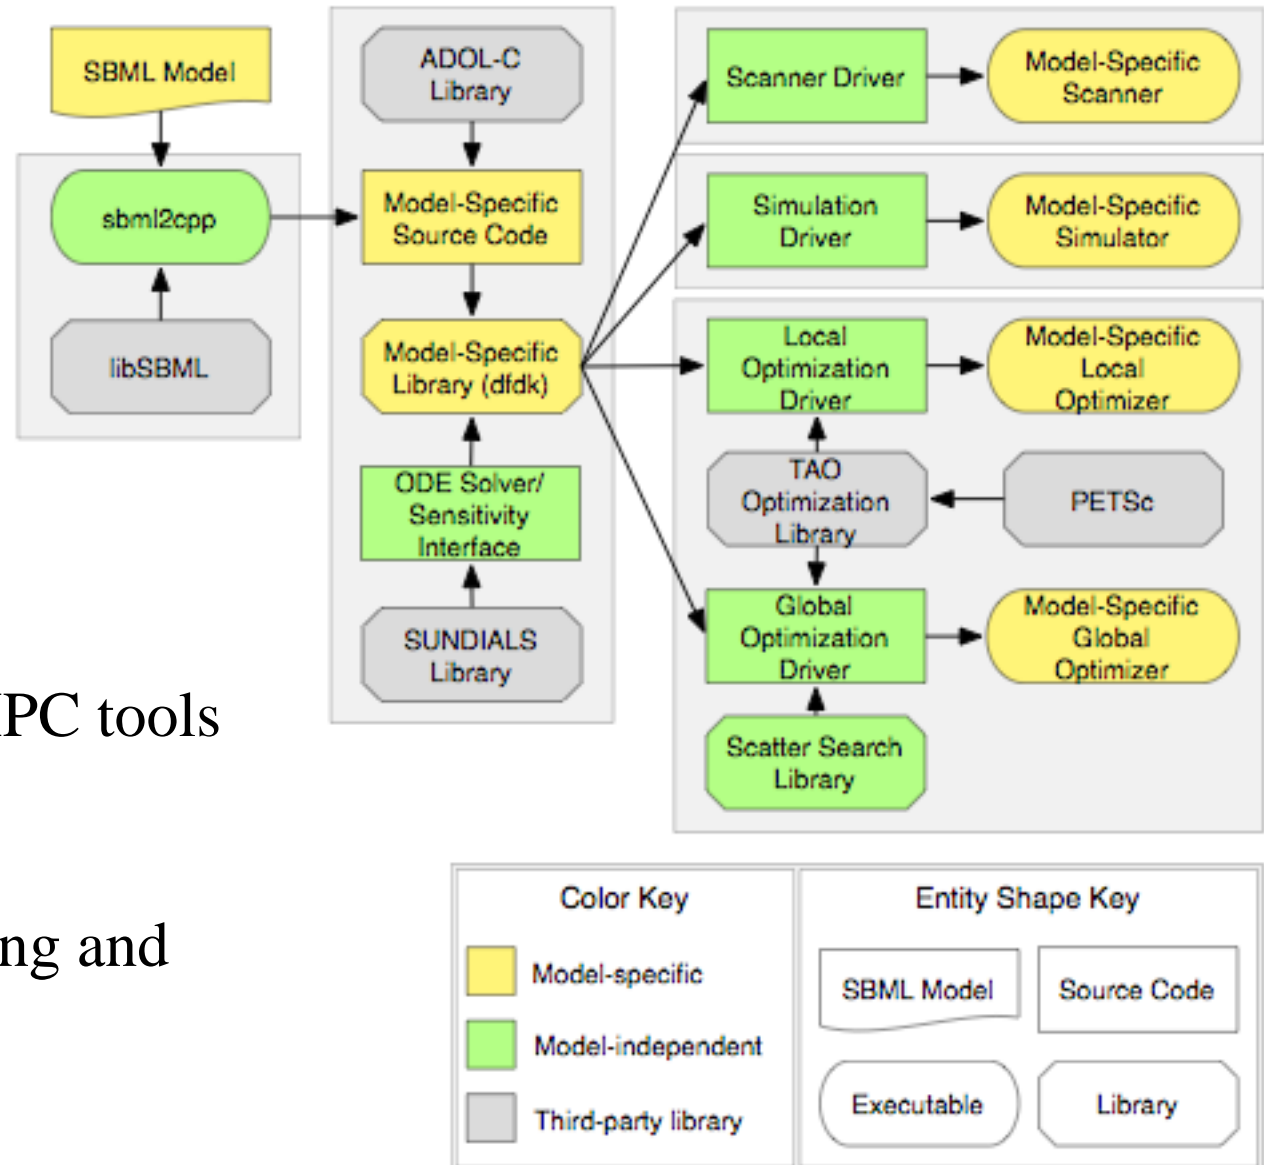 SBML Model
sbml2cpp
libSBML
ADOL-C
Library
Model-Specific
Source Code
Model-Specific
Library (dfdk)
ODE Solver/
Sensitivity
Interface
SUNDIALS
Library
Scanner Driver
Model-Specific
Scanner
Simulation
Driver
Model-Specific
Simulator
Local
Optimization
Driver
Model-Specific
Local
Optimizer
TAO
Optimization
Library
PETSc
Global
Optimization
Driver
Model-Specific
Global
Optimizer
Scatter Search
Library
PC tools
ng and
Color Key
Model-specific
Model-independent
Third-party library
Entity Shape Key
SBML Model
Source Code
Executable
Library